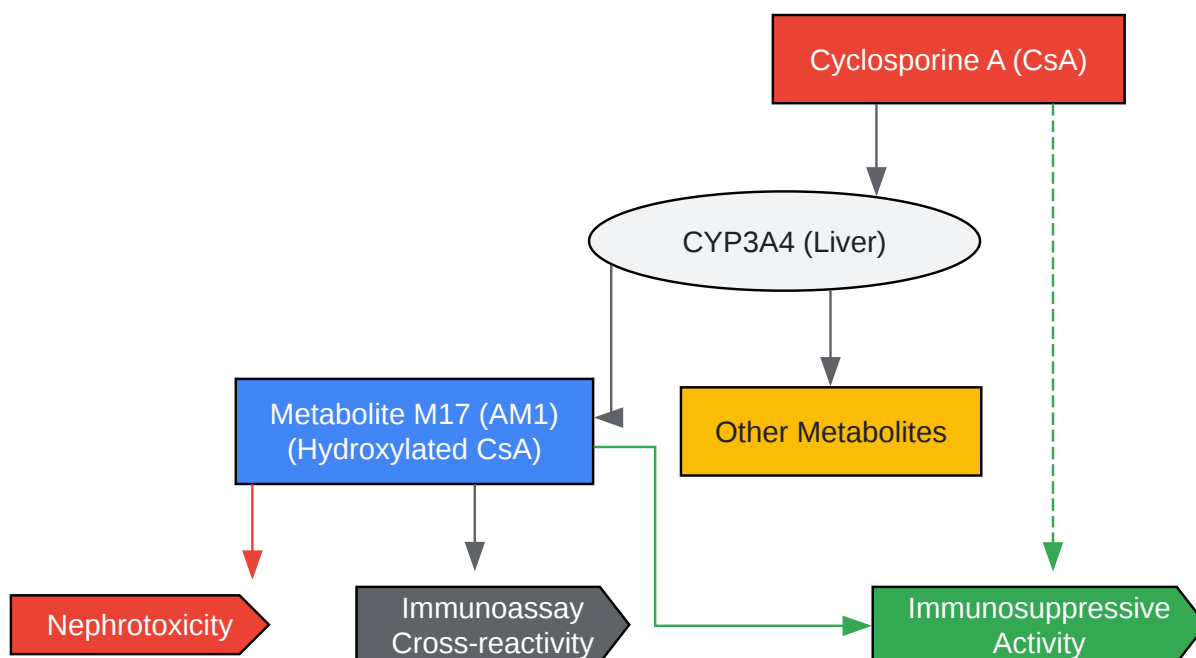 Cyclosporine A (CsA)
CYP3A4 (Liver)
Metabolite M17 (AM1)
(Hydroxylated CsA)
Other Metabolites
Nephrotoxicity
Immunoassay
Cross-reactivity
Immunosuppressive
Activity